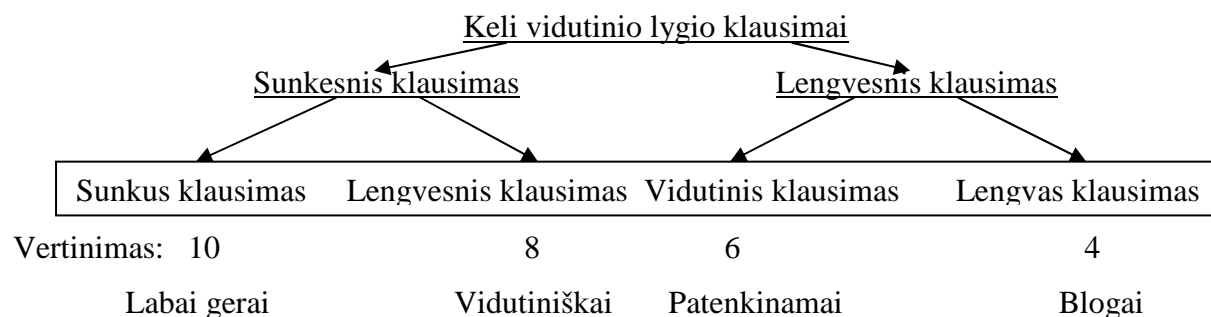 Keli vidutinio lygio klausimai
Sunkesnis klausimas Lengvesnis klausimas
Sunkus klausimas Lengvesnis klausimas Vidutinis klausimas Lengvas klausimas
Vertinimas: 10 8 6 4
Labai gerai Vidutiniškai Patenkinamai Blogai